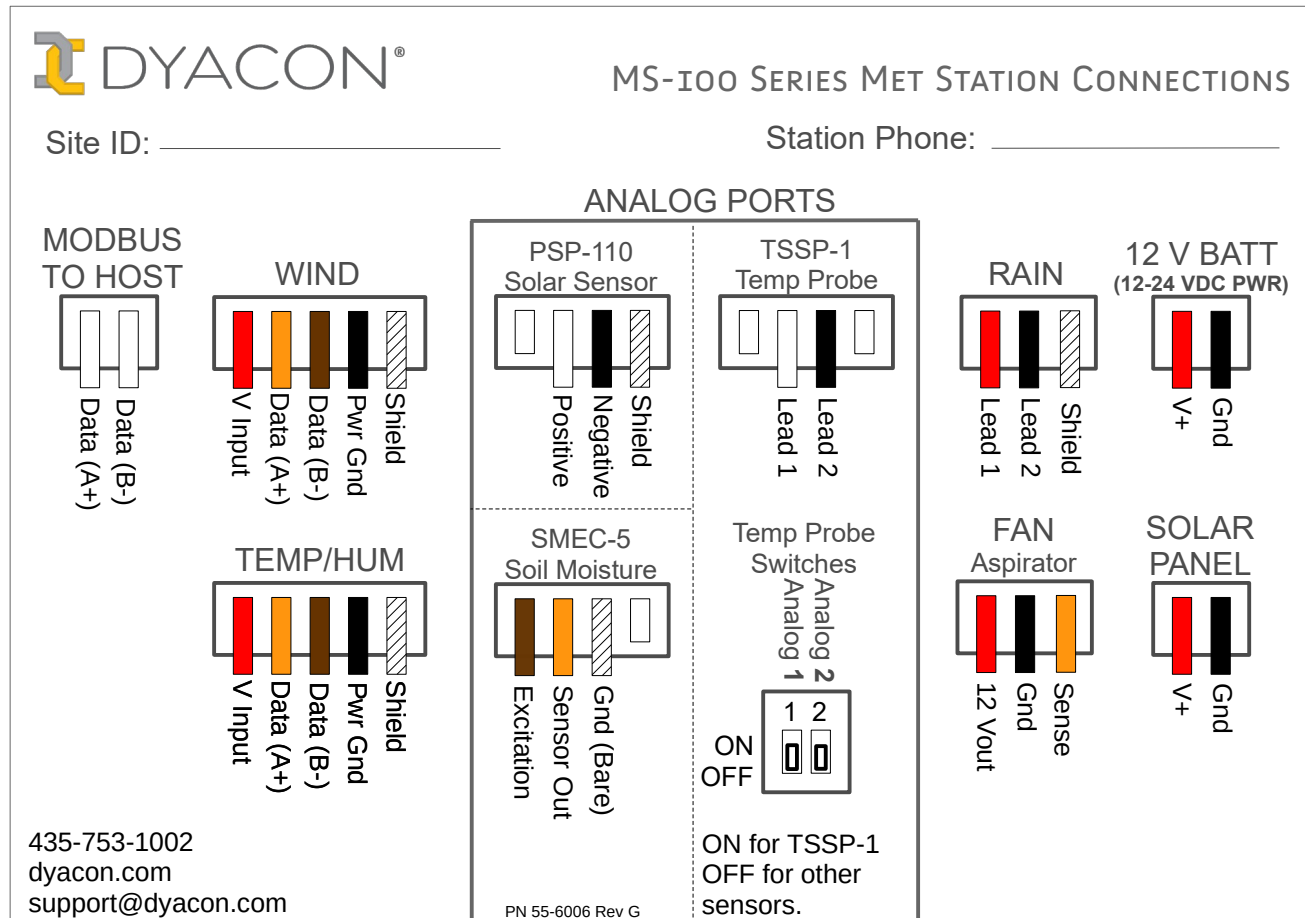 DYACON®
MS-100 Series Met Station Connections
Site ID:
Station Phone:
ANALOG PORTS
MODBUS
TO HOST
Data (A+)
Data (B-)
WIND
V Input
Data (A+)
Data (B-)
Pwr Gnd
Shield
PSP-110
Solar Sensor
Positive
Negative
Shield
TSSP-1
Temp Probe
Lead 1
Lead 2
RAIN
Lead 1
Lead 2
Shield
12 V BATT
(12-24 VDC PWR)
V+
Gnd
TEMP/HUM
V Input
Data (A+)
Data (B-)
Pwr Gnd
Shield
SMEC-5
Soil Moisture
Excitation
Sensor Out
Gnd (Bare)
Temp Probe
Switches
Analog 1
Analog 2
1 2
ON
OFF
ON for TSSP-1
OFF for other
sensors.
FAN
Aspirator
12 Vout
Gnd
Sense
SOLAR
PANEL
V+
Gnd
435-753-1002
dyacon.com
support@dyacon.com
PN 55-6006 Rev G